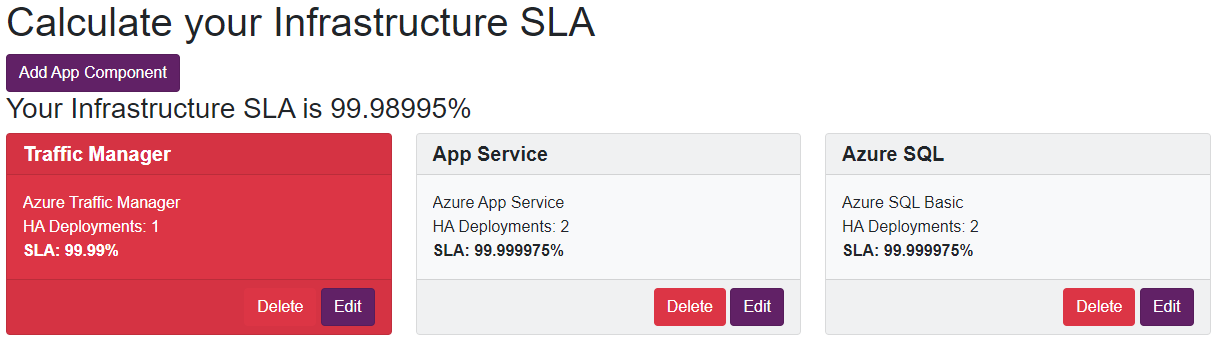 Calculate your Infrastructure SLA
Add App Component
Your Infrastructure SLA is 99.98995%
Traffic Manager
Azure Traffic Manager
HA Deployments: 1
SLA: 99.99%
Delete
Edit
App Service
Azure App Service
HA Deployments: 2
SLA: 99.999975%
Delete
Edit
Azure SQL
Azure SQL Basic
HA Deployments: 2
SLA: 99.999975%
Delete
Edit